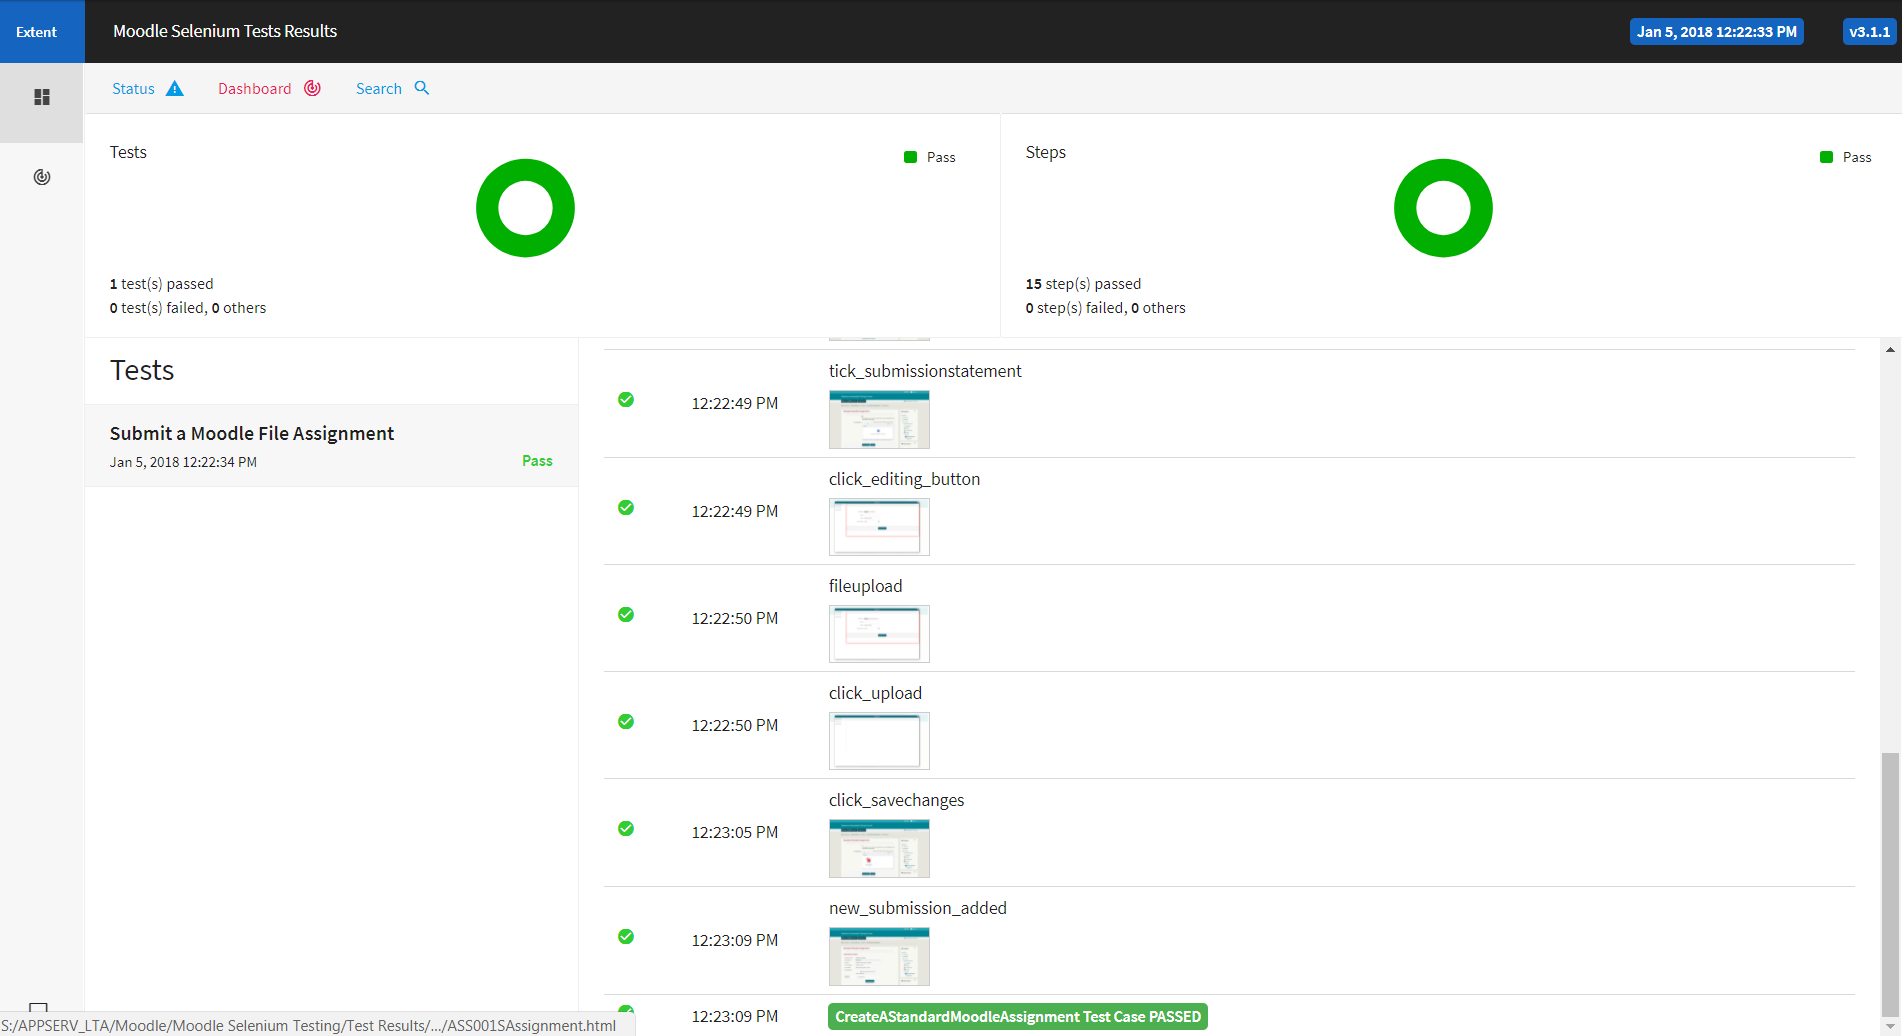 Extent
Moodle Selenium Tests Results
Jan 5, 2018 12:22:33 PM
v3.1.1
Status
Dashboard
Search
Tests
Pass
1 test(s) passed
0 test(s) failed, 0 others
Steps
Pass
15 step(s) passed
0 step(s) failed, 0 others
Tests
Submit a Moodle File Assignment
Jan 5, 2018 12:22:34 PM
Pass
tick_submissionstatement
12:22:49 PM
click_editing_button
12:22:49 PM
fileupload
12:22:50 PM
click_upload
12:22:50 PM
click_savechanges
12:23:05 PM
new_submission_added
12:23:09 PM
12:23:09 PM
CreateAStandardMoodleAssignment Test Case PASSED
S:/APPSERV_LTA/Moodle/Moodle Selenium Testing/Test Results/.../ASS001SAssignment.html